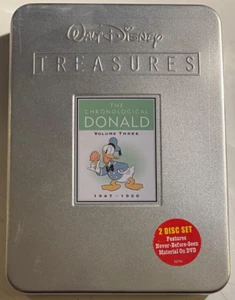 WALT DISNEY
TREASURES
THE
CHRONOLOGICAL
DONALD
VOLUME THREE
1947 - 1950
2 DISC SET
Features
Never-Before-Seen
Material On DVD